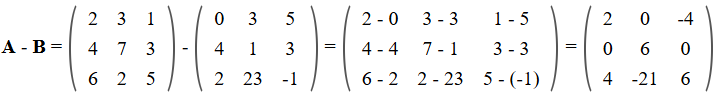 2 3 1 0 3 5 2 - 0 3 - 3 1 - 5 2 0 -4
A - B = 4 7 3 - 4 1 3 = 4 - 4 7 - 1 3 - 3 = 0 6 0
6 2 5 2 23 -1 6 - 2 2 - 23 5 - (-1) 4 -21 6